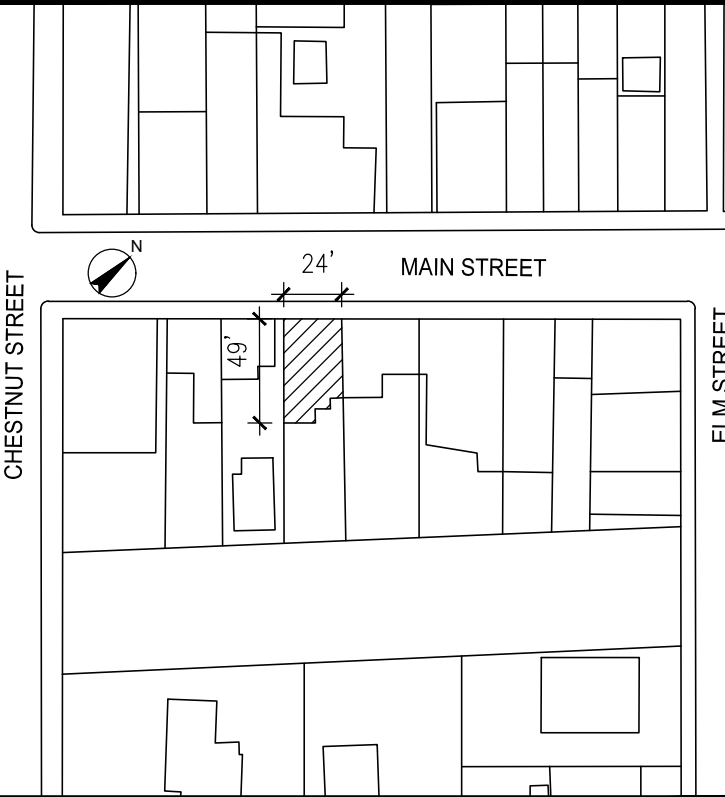 N
24'
MAIN STREET
49'
CHESTNUT STREET
ELM STREET